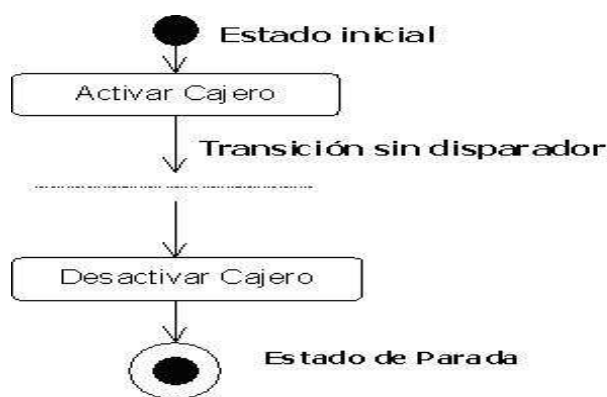 Estado inicial
Activar Cajero
Transición sin disparador
Desactivar Cajero
Estado de Parada